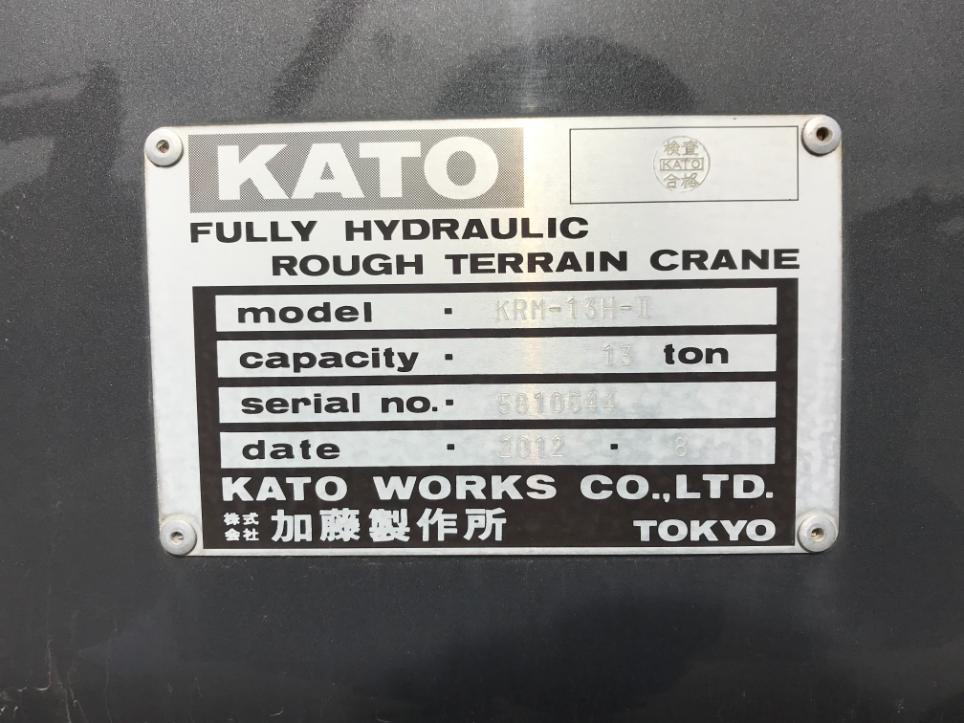 KATO
検査
KATO
合格
FULLY HYDRAULIC
ROUGH TERRAIN CRANE
model · KRM-13H-II
capacity · 13 ton
serial no.· 5810544
date · 2012 · 8
KATO WORKS CO.,LTD.
株式会社 加藤製作所 TOKYO